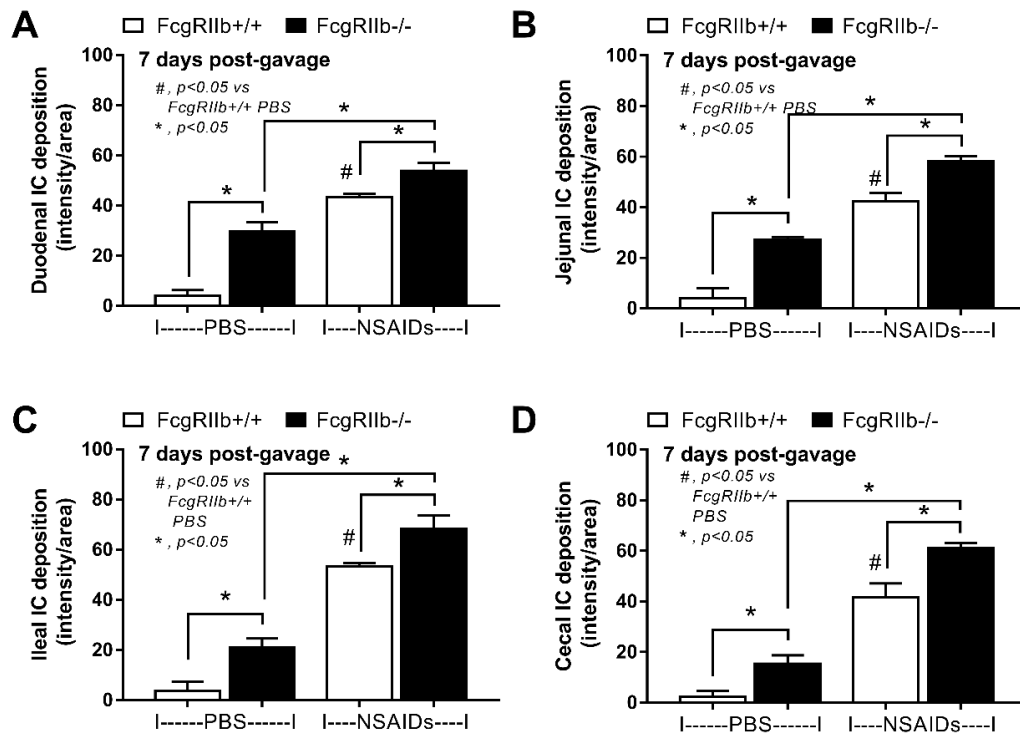 A
FcgRIIb+/+ FcgRIIb-/-
7 days post-gavage
#, p<0.05 vs
FcgRIIb+/+ PBS
*, p<0.05
Duodenal IC deposition
(intensity/area)
100
80
60
40
20
0
*
*
*
#
I------PBS------I I----NSAIDs----I
B
FcgRIIb+/+ FcgRIIb-/-
7 days post-gavage
#, p<0.05 vs
FcgRIIb+/+ PBS
*, p<0.05
Jejunal IC deposition
(intensity/area)
100
80
60
40
20
0
*
*
*
#
I------PBS------I I----NSAIDs----I
C
FcgRIIb+/+ FcgRIIb-/-
7 days post-gavage
#, p<0.05 vs
FcgRIIb+/+
PBS
*, p<0.05
Ileal IC deposition
(intensity/area)
100
80
60
40
20
0
*
*
*
#
I------PBS------I I----NSAIDs----I
D
FcgRIIb+/+ FcgRIIb-/-
7 days post-gavage
#, p<0.05 vs
FcgRIIb+/+
PBS
*, p<0.05
Cecal IC deposition
(intensity/area)
100
80
60
40
20
0
*
*
*
#
I------PBS------I I----NSAIDs----I